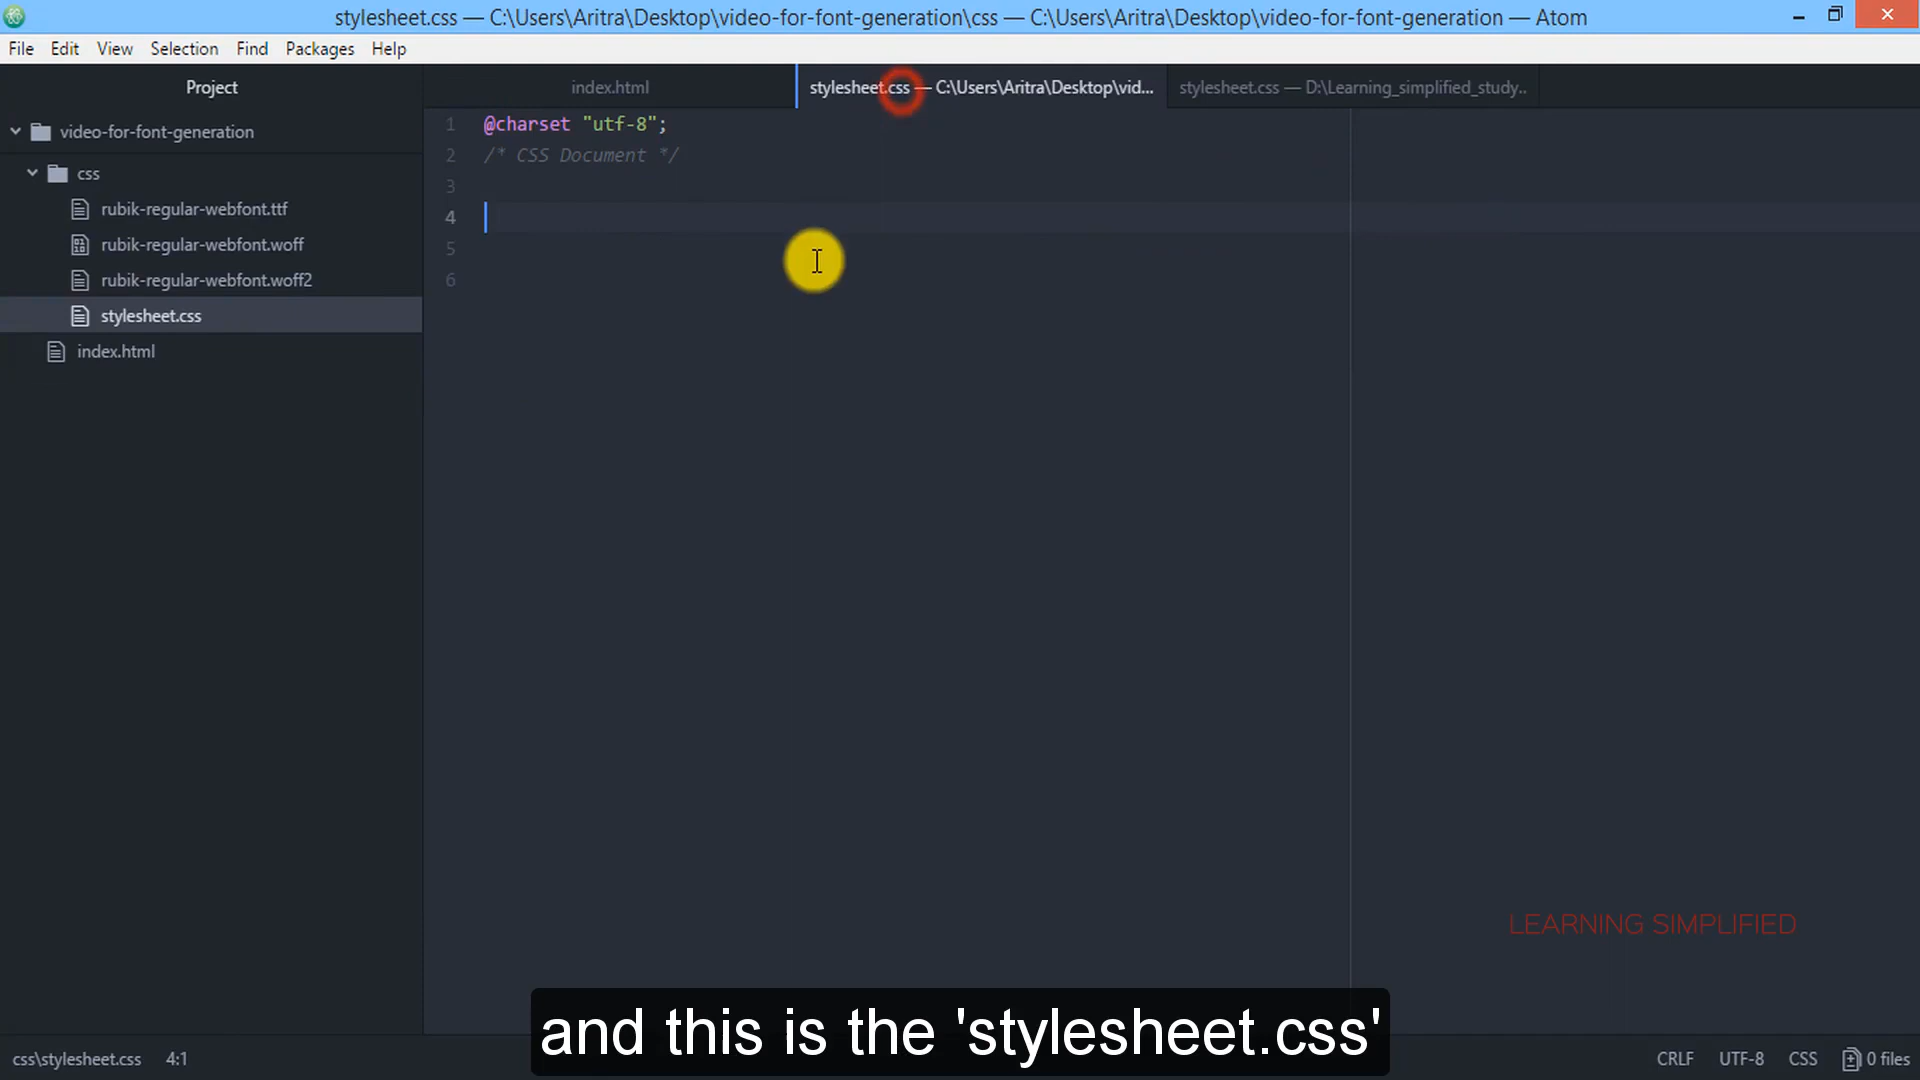 stylesheet.css — C:\Users\Aritra\Desktop\video-for-font-generation\css — C:\Users\Aritra\Desktop\video-for-font-generation — Atom
File Edit View Selection Find Packages Help
Project
index.html
stylesheet.css — C:\Users\Aritra\Desktop\vid...
stylesheet.css — D:\Learning_simplified_study..
video-for-font-generation
css
rubik-regular-webfont.ttf
rubik-regular-webfont.woff
rubik-regular-webfont.woff2
stylesheet.css
index.html
1 @charset "utf-8";
2 /* CSS Document */
3
4
5
6
LEARNING SIMPLIFIED
and this is the 'stylesheet.css'
css\stylesheet.css 4:1
CRLF UTF-8 CSS 0 files